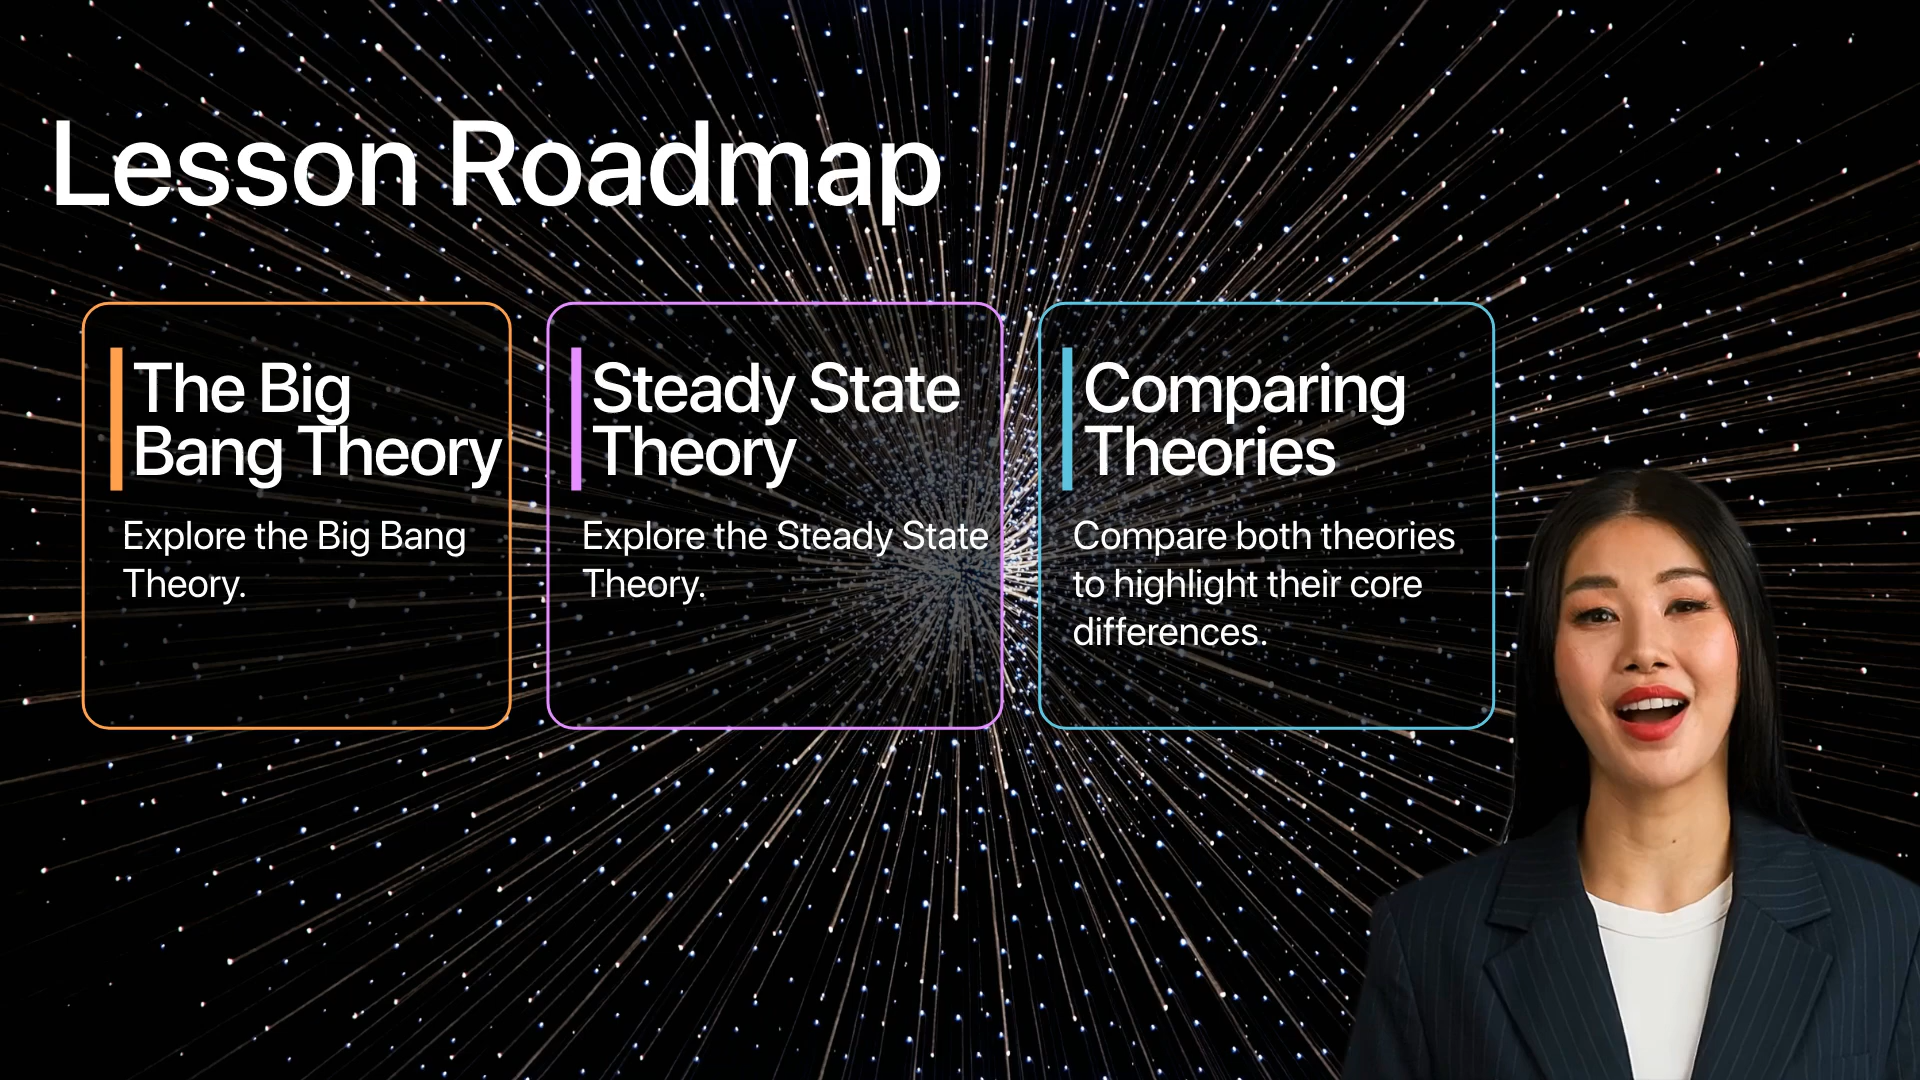 Lesson Roadmap
The Big
Bang Theory
Explore the Big Bang
Theory.
Steady State
Theory
Explore the Steady State
Theory.
Comparing
Theories
Compare both theories
to highlight their core
differences.